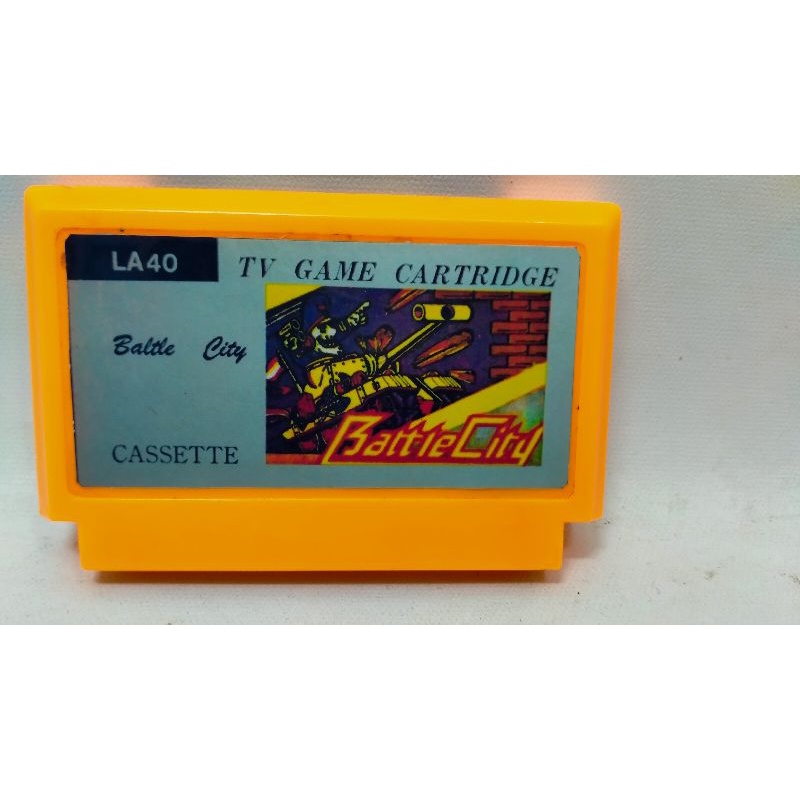 LA40
TV GAME CARTRIDGE
Baltle City
CASSETTE
BattleCity